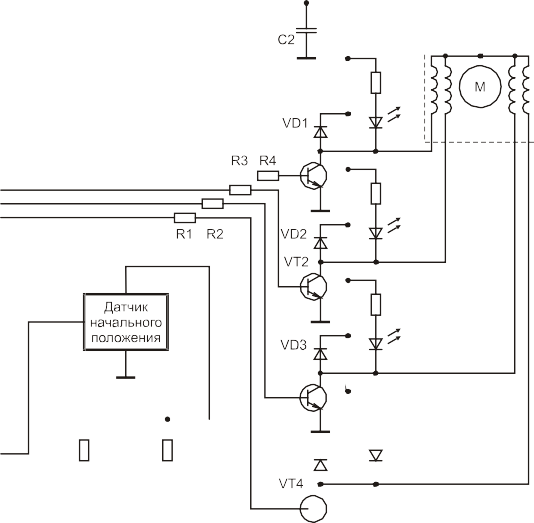 C2
M
VD1
R3 R4
R1 R2
VD2
VT2
Датчик
начального
положения
VD3
VT4